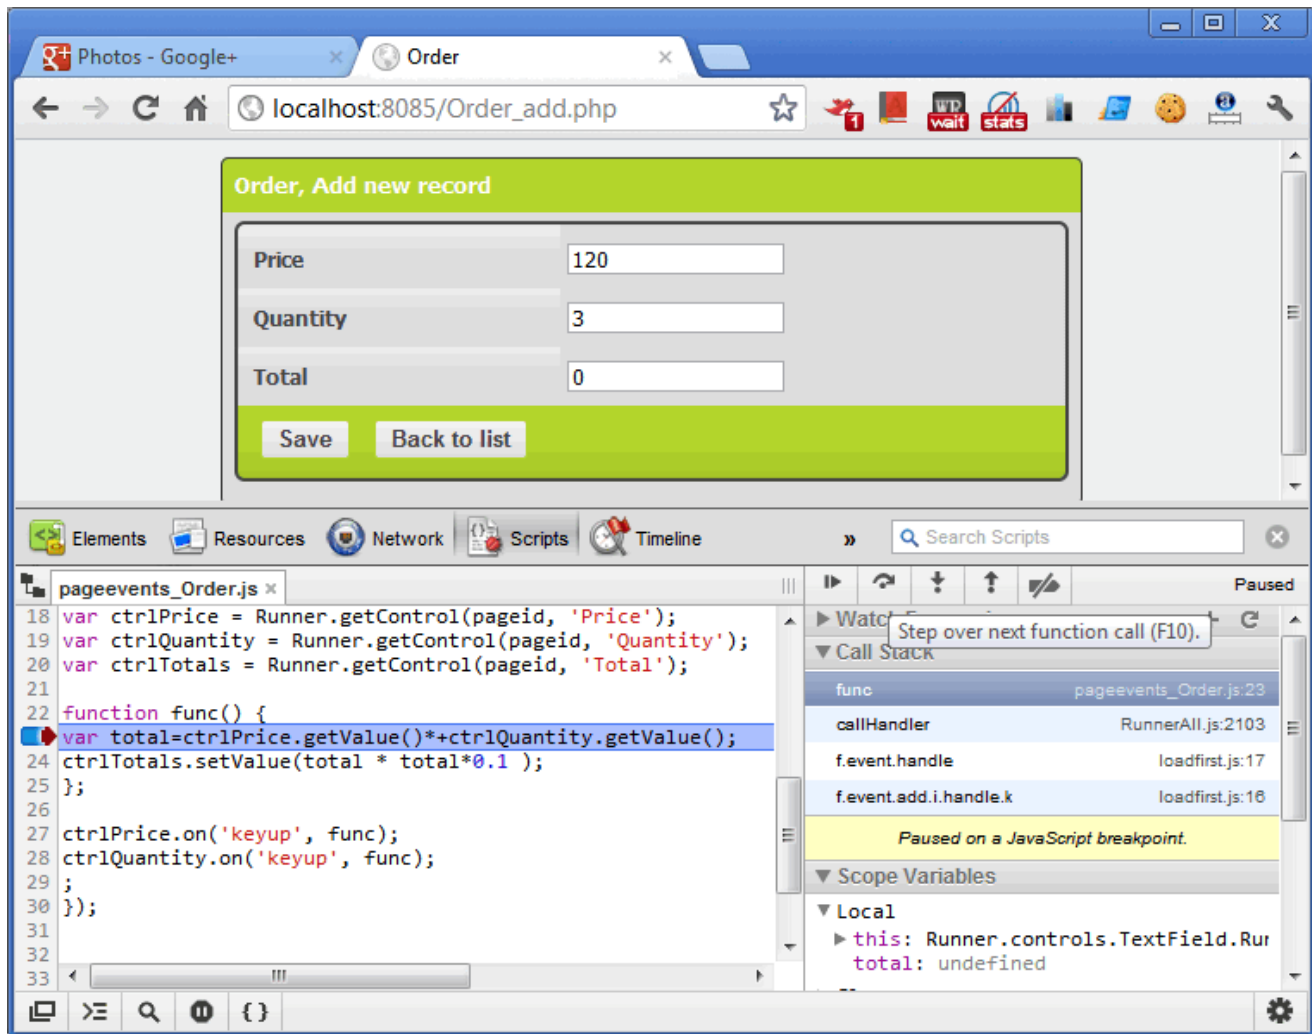 Photos - Google+
Order
localhost:8085/Order_add.php
1
WP
wait
stats
a
Order, Add new record
Price 120
Quantity 3
Total 0
Save Back to list
Elements Resources Network Scripts Timeline » Search Scripts
pageevents_Order.js × Paused
18 var ctrlPrice = Runner.getControl(pageid, 'Price');
19 var ctrlQuantity = Runner.getControl(pageid, 'Quantity');
20 var ctrlTotals = Runner.getControl(pageid, 'Total');
21
22 function func() {
var total=ctrlPrice.getValue()*+ctrlQuantity.getValue();
24 ctrlTotals.setValue(total * total*0.1 );
25 };
26
27 ctrlPrice.on('keyup', func);
28 ctrlQuantity.on('keyup', func);
29 ;
30 });
31
32
33
Watch
Step over next function call (F10).
Call Stack
func pageevents_Order.js:23
callHandler RunnerAll.js:2103
f.event.handle loadfirst.js:17
f.event.add.i.handle.k loadfirst.js:16
Paused on a JavaScript breakpoint.
Scope Variables
Local
this: Runner.controls.TextField.Rur
total: undefined